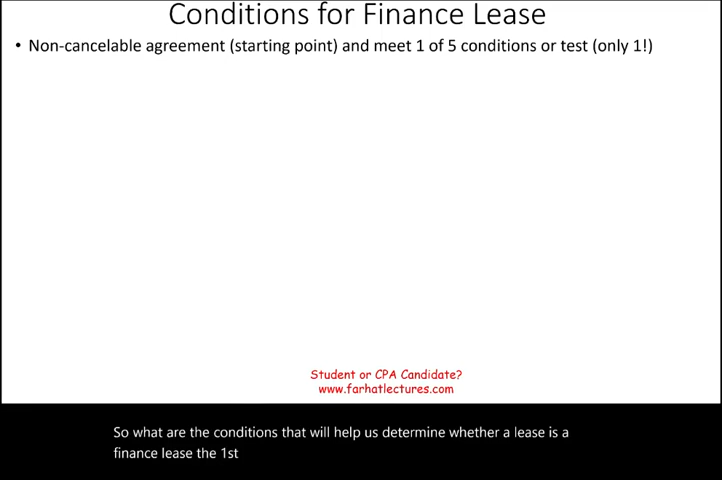 Conditions for Finance Lease
• Non-cancelable agreement (starting point) and meet 1 of 5 conditions or test (only 1!)
Student or CPA Candidate?
www.farhatlectures.com
So what are the conditions that will help us determine whether a lease is a
finance lease the 1st